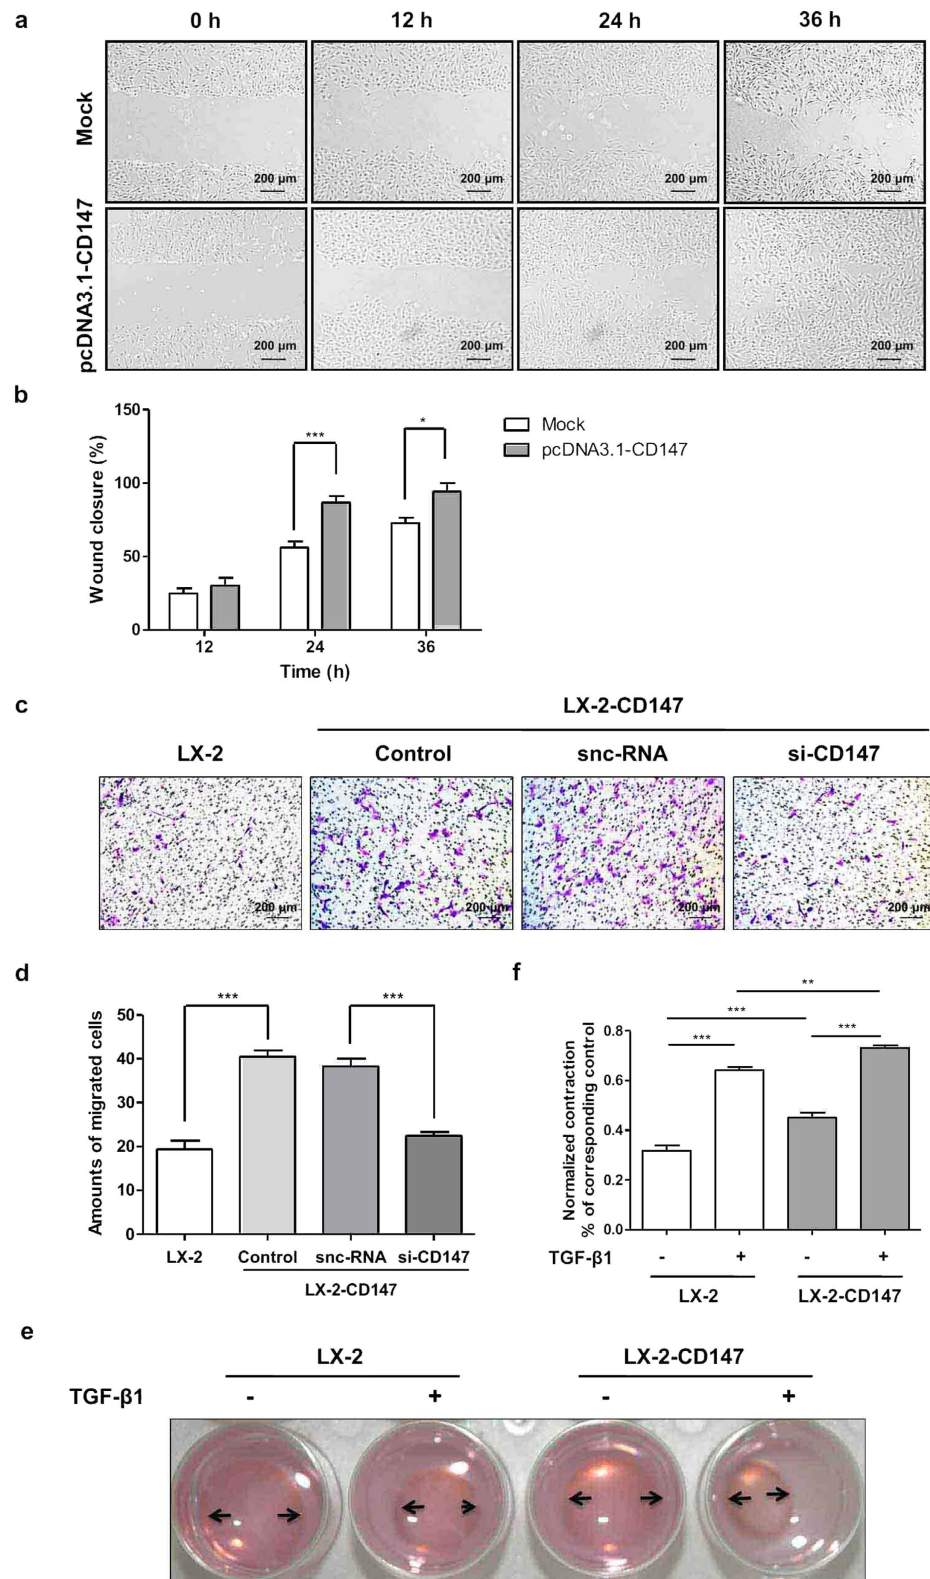 a
0 h 12 h 24 h 36 h
Mock
200 µm 200 µm 200 µm 200 µm
pcDNA3.1-CD147
200 µm 200 µm 200 µm 200 µm
b
Wound closure (%)
150
100
50
0
*** *
Mock
pcDNA3.1-CD147
12 24 36
Time (h)
c
LX-2-CD147
LX-2 Control snc-RNA si-CD147
200 µm 200 µm 200 µm 200 µm
d
Amounts of migrated cells
50
40
30
20
10
0
*** ***
LX-2 Control snc-RNA si-CD147
LX-2-CD147
f
Normalized contraction
% of corresponding control
0.8
0.6
0.4
0.2
0.0
**
***
*** ***
TGF-β1 - + - +
LX-2 LX-2-CD147
e
LX-2 LX-2-CD147
TGF-β1 - + - +